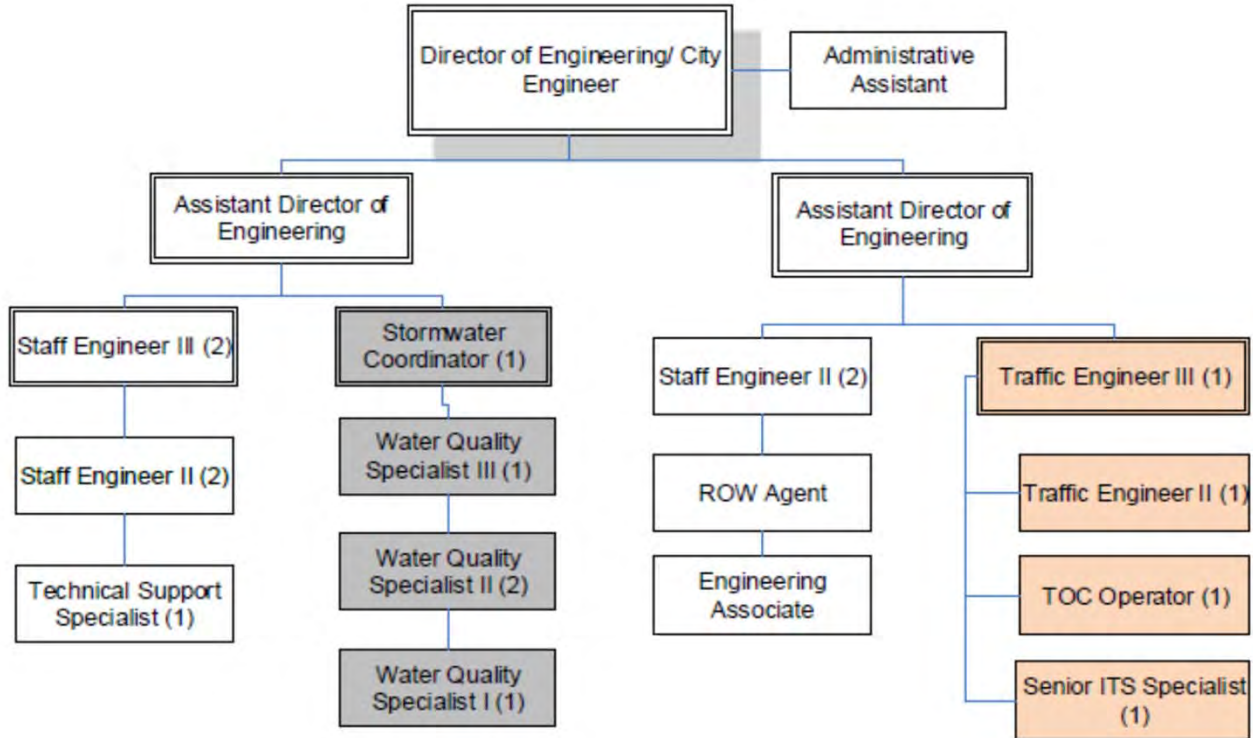 Director of Engineering/ City
Engineer
Administrative
Assistant
Assistant Director of
Engineering
Assistant Director of
Engineering
Staff Engineer III (2)
Stormwater
Coordinator (1)
Staff Engineer II (2)
Traffic Engineer III (1)
Staff Engineer II (2)
Water Quality
Specialist III (1)
ROW Agent
Traffic Engineer II (1)
Technical Support
Specialist (1)
Water Quality
Specialist II (2)
Engineering
Associate
TOC Operator (1)
Water Quality
Specialist I (1)
Senior ITS Specialist
(1)